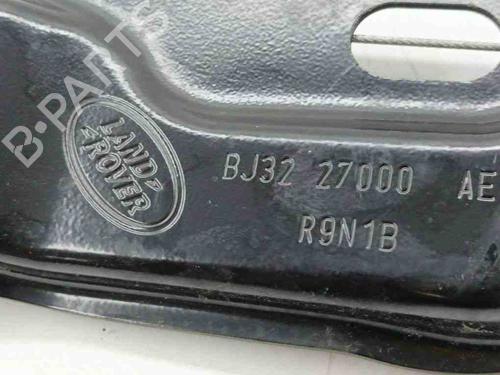 B·PARTS
LAND
ROVER
BJ32 27000 AE
R9N1B